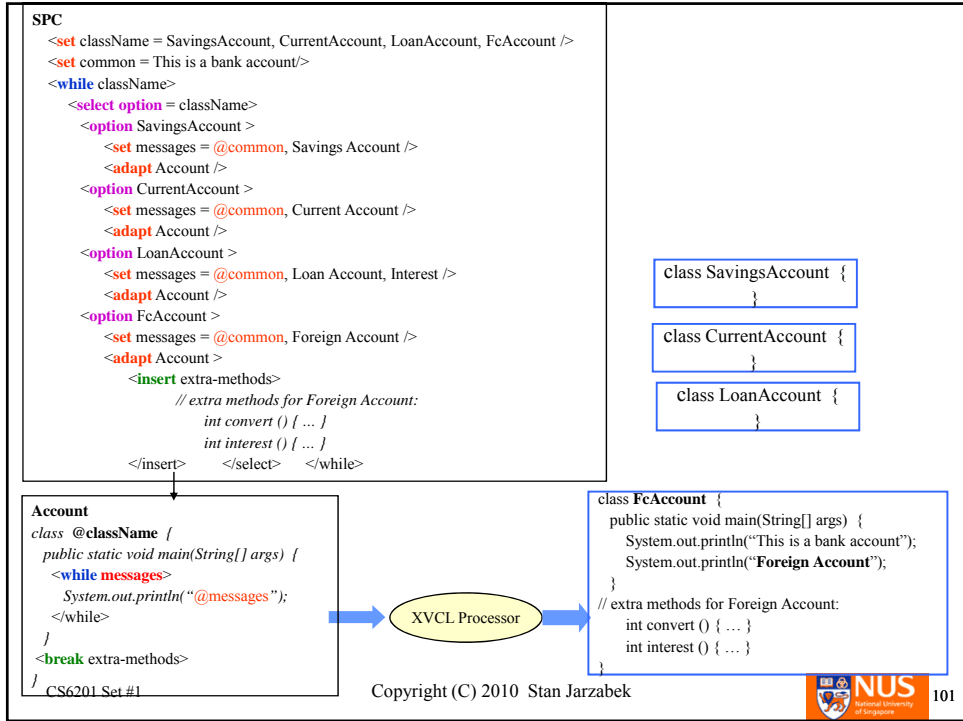 SPC
<set className = SavingsAccount, CurrentAccount, LoanAccount, FcAccount />
<set common = This is a bank account/>
<while className>
<select option = className>
<option SavingsAccount >
<set messages = @common, Savings Account />
<adapt Account />
<option CurrentAccount >
<set messages = @common, Current Account />
<adapt Account />
<option LoanAccount >
<set messages = @common, Loan Account, Interest />
<adapt Account />
<option FcAccount >
<set messages = @common, Foreign Account />
<adapt Account >
<insert extra-methods>
// extra methods for Foreign Account:
int convert () { … }
int interest () { … }
</insert> </select> </while>
class SavingsAccount {
}
class CurrentAccount {
}
class LoanAccount {
}
Account
class @className {
public static void main(String[] args) {
<while messages>
System.out.println(“@messages”);
</while>
}
<break extra-methods>
}
XVCL Processor
class FcAccount {
public static void main(String[] args) {
System.out.println(“This is a bank account”);
System.out.println(“Foreign Account”);
}
// extra methods for Foreign Account:
int convert () { … }
int interest () { … }
}
CS6201 Set #1
Copyright (C) 2010 Stan Jarzabek
NUS
National University
of Singapore
101